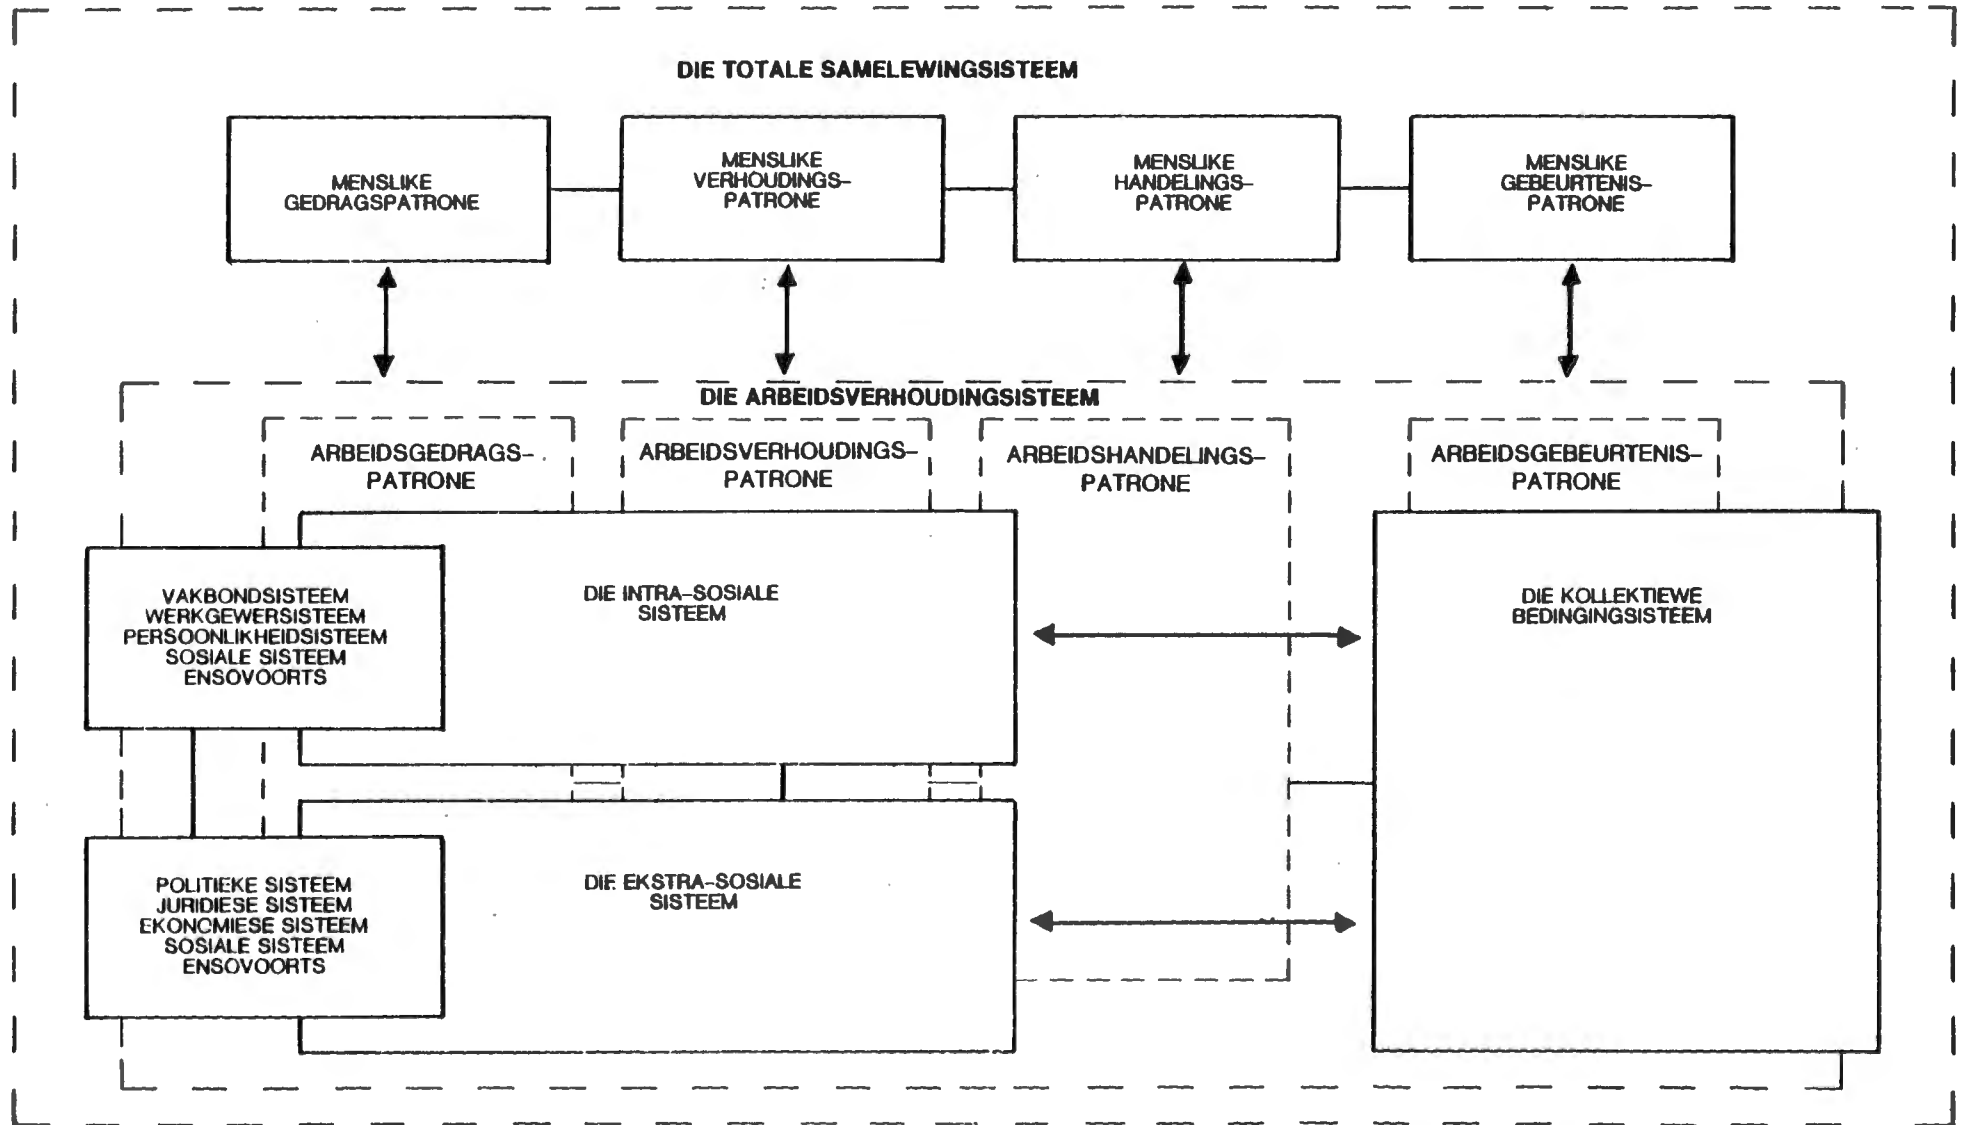 DIE TOTALE SAMELEWINGSISTEEM
MENSLIKE
GEDRAGSPATRONE
MENSLIKE
VERHOUDINGS–
PATRONE
MENSLIKE
HANDELINGS–
PATRONE
MENSLIKE
GEBEURTENIS–
PATRONE
DIE ARBEIDSVERHOUDINGSISTEEM
ARBEIDSGEDRAGS–
PATRONE
ARBEIDSVERHOUDINGS–
PATRONE
ARBEIDSHANDELINGS–
PATRONE
ARBEIDSGEBEURTENIS–
PATRONE
VAKBONDSISTEEM
WERKGEWERSISTEEM
PERSOONLIKHEIDSISTEEM
SOSIALE SISTEEM
ENSOVOORTS
DIE INTRA–SOSIALE
SISTEEM
DIE KOLLEKTIEWE
BEDINGINGSISTEEM
POLITIEKE SISTEEM
JURIDIESE SISTEEM
EKONOMIESE SISTEEM
SOSIALE SISTEEM
ENSOVOORTS
DIE EKSTRA–SOSIALE
SISTEEM